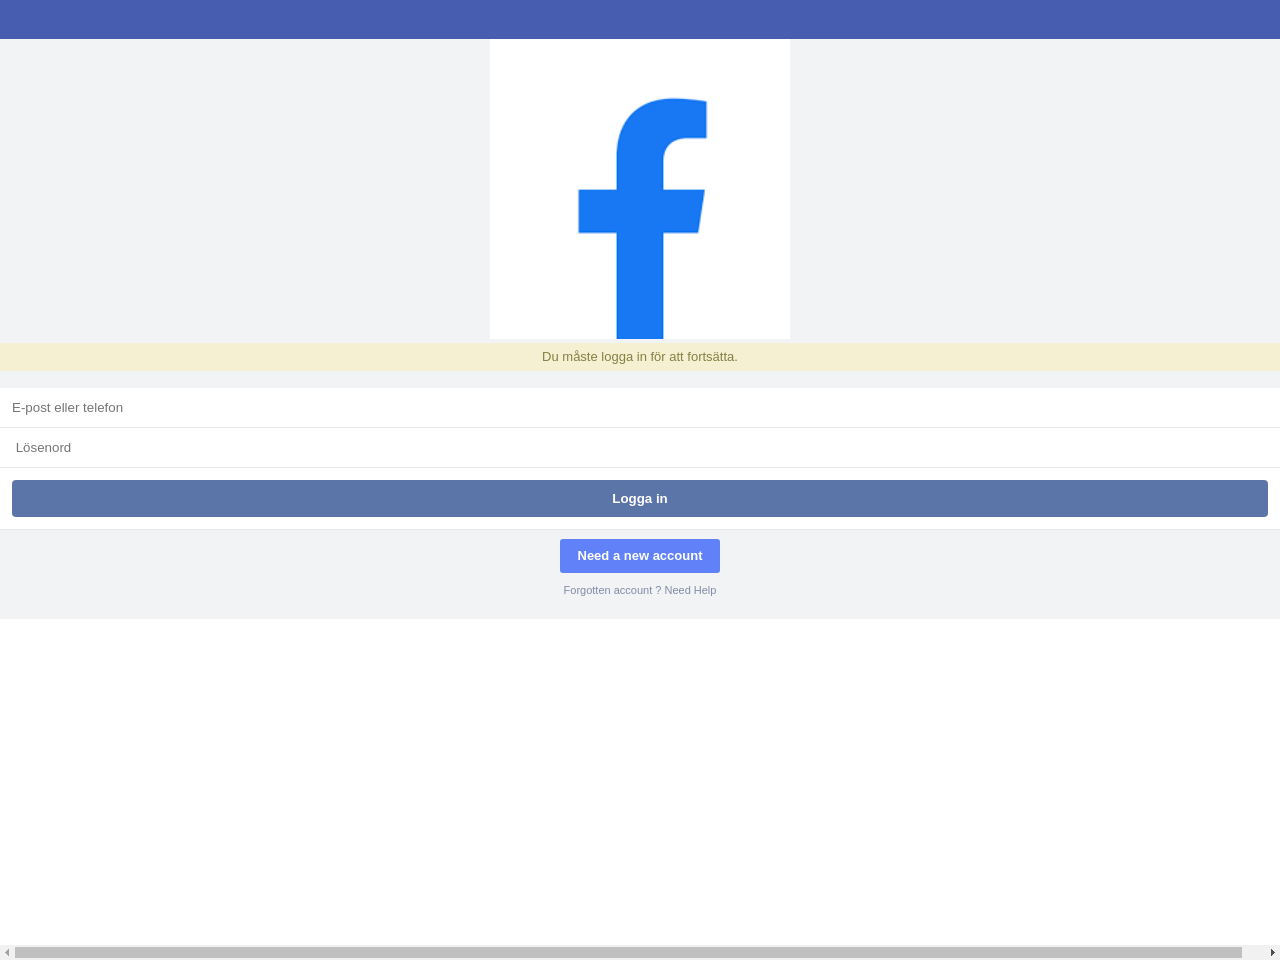 Du måste logga in för att fortsätta.
E-post eller telefon
Lösenord
Logga in
Need a new account
Forgotten account ? Need Help